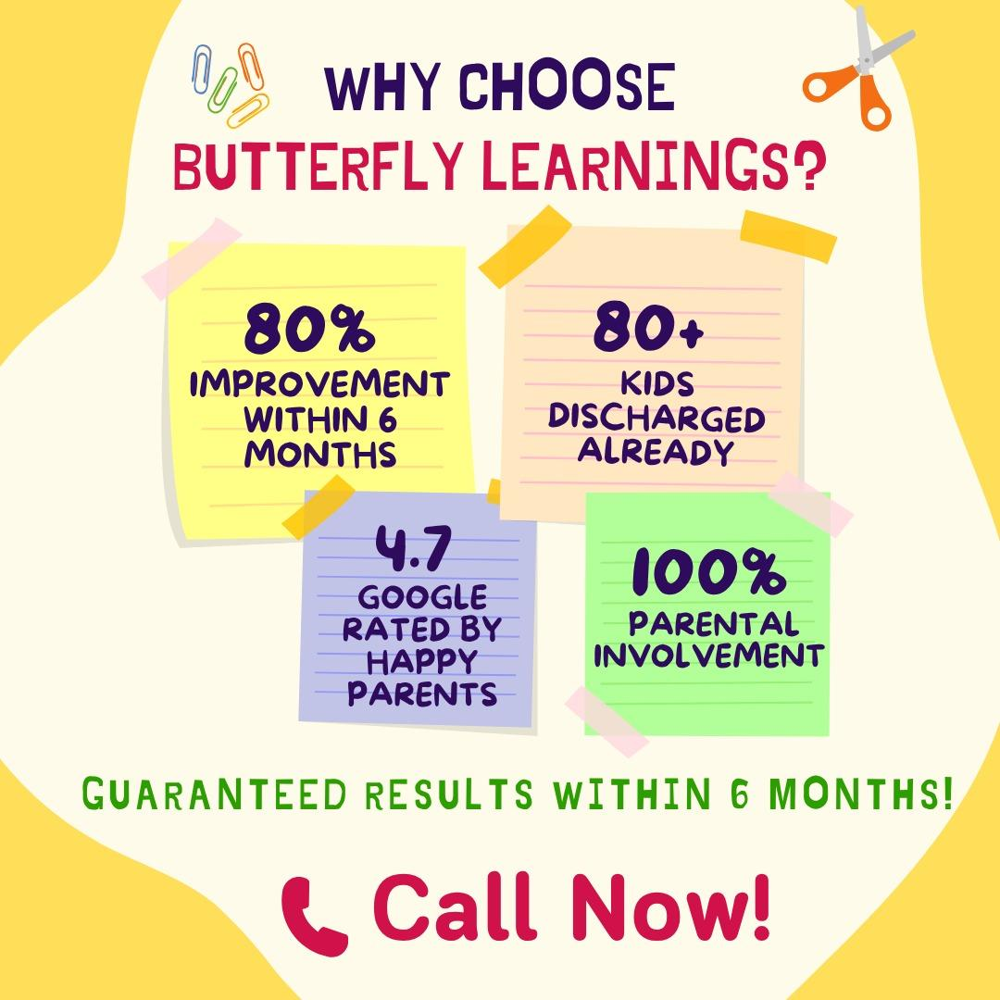 WHY CHOOSE
BUTTERFLY LEARNINGS?
80%
IMPROVEMENT
WITHIN 6
MONTHS
80+
KIDS
DISCHARGED
ALREADY
4.7
GOOGLE
RATED BY
HAPPY
PARENTS
100%
PARENTAL
INVOLVEMENT
GUARANTEED RESULTS WITHIN 6 MONTHS!
Call Now!